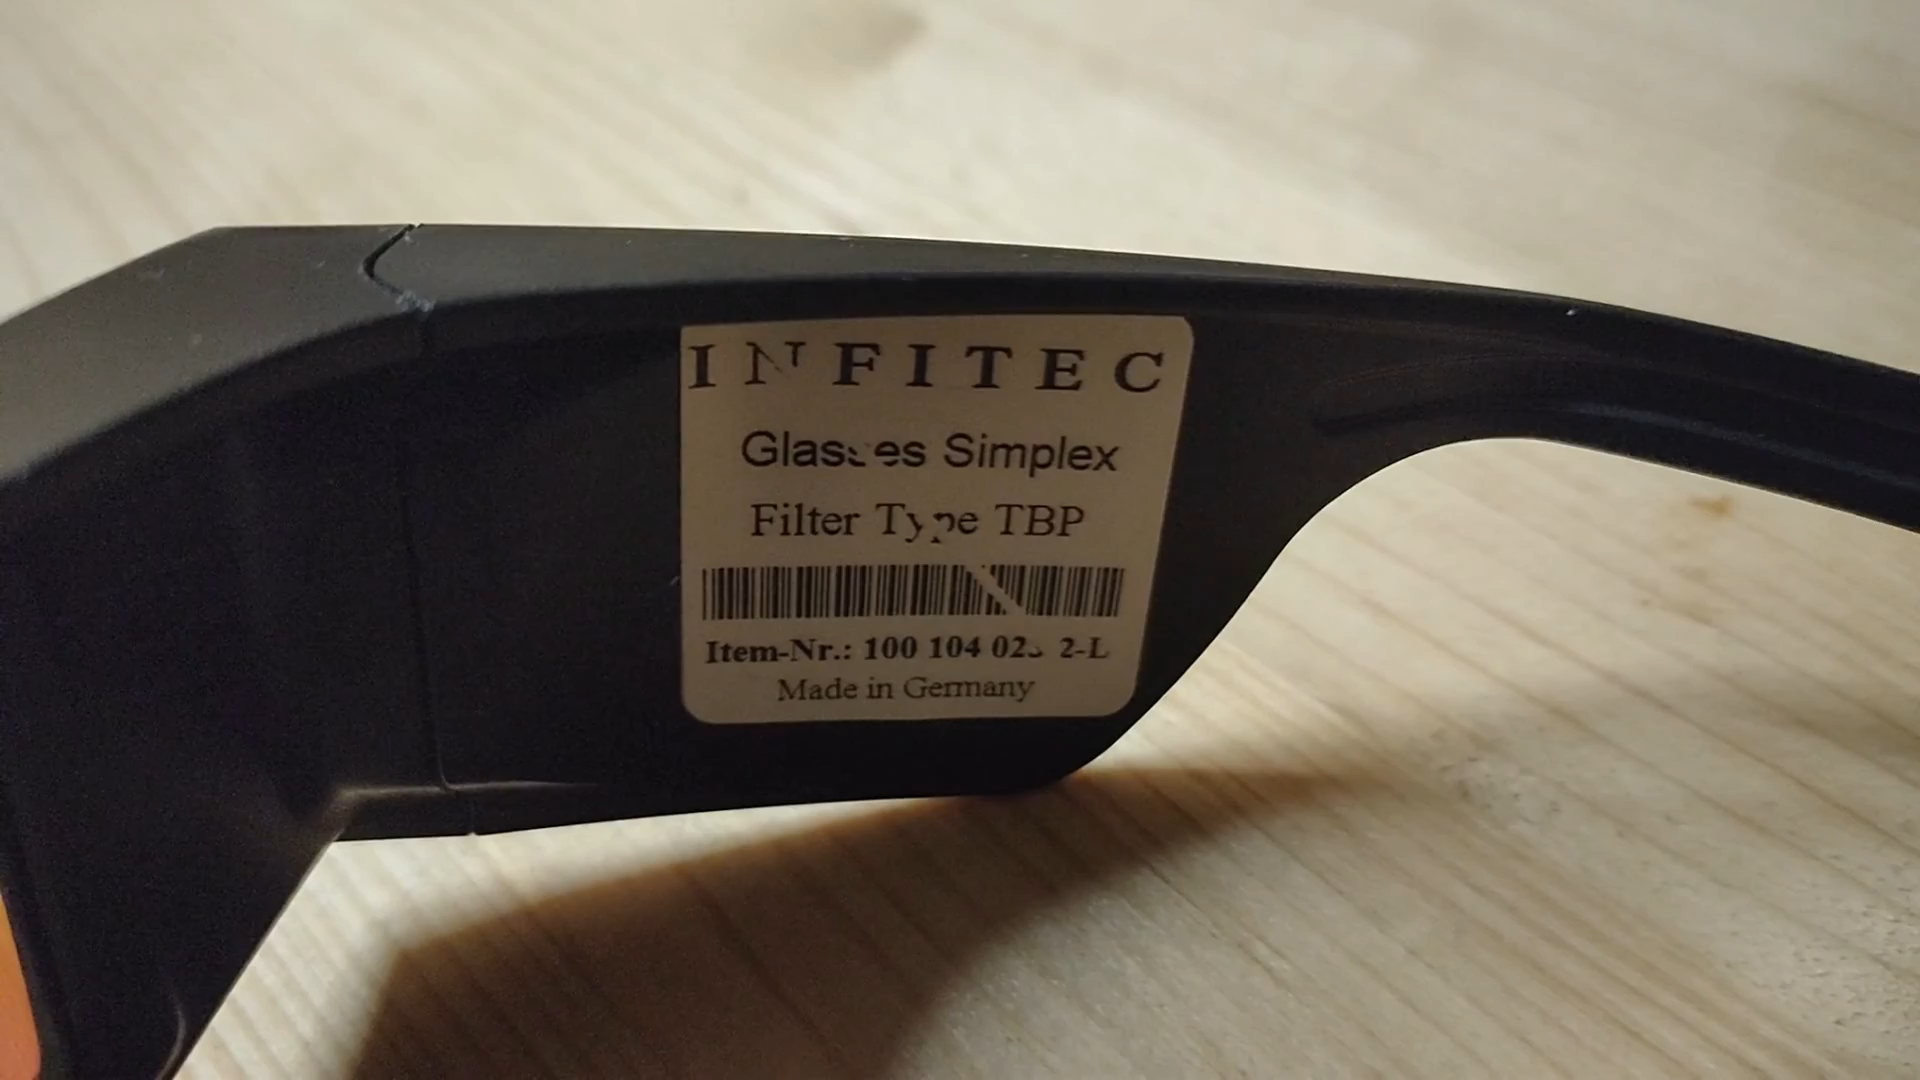 INFITEC
Glasses Simplex
Filter Type TBP
Item-Nr.: 100 104
Made in Germany